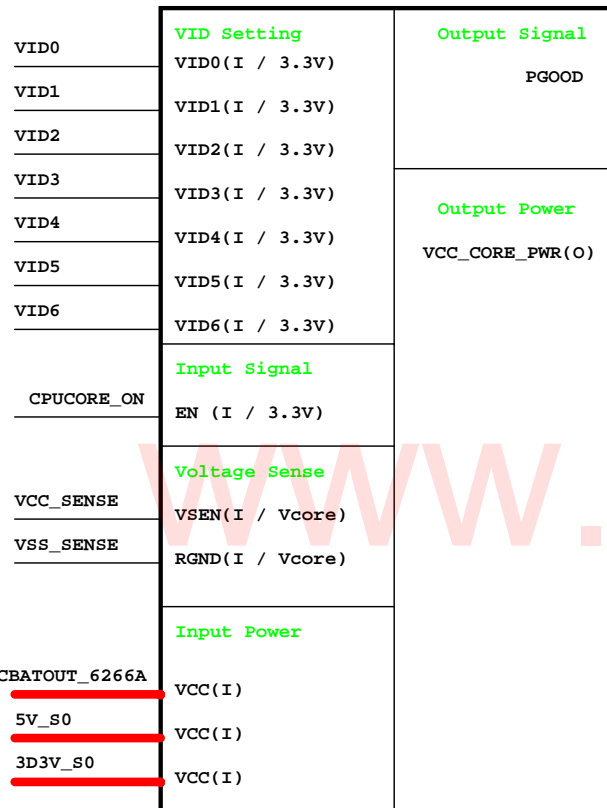 VID Setting
Output Signal
VID0
VID0(I / 3.3V)
PGOOD
VID1
VID1(I / 3.3V)
VID2
VID2(I / 3.3V)
VID3
VID3(I / 3.3V)
Output Power
VID4
VID4(I / 3.3V)
VCC_CORE_PWR(O)
VID5
VID5(I / 3.3V)
VID6
VID6(I / 3.3V)
Input Signal
CPUCORE_ON
EN (I / 3.3V)
Voltage Sense
www.
VCC_SENSE
VSEN(I / Vcore)
VSS_SENSE
RGND(I / Vcore)
Input Power
CBATOUT_6266A
VCC(I)
5V_S0
VCC(I)
3D3V_S0
VCC(I)